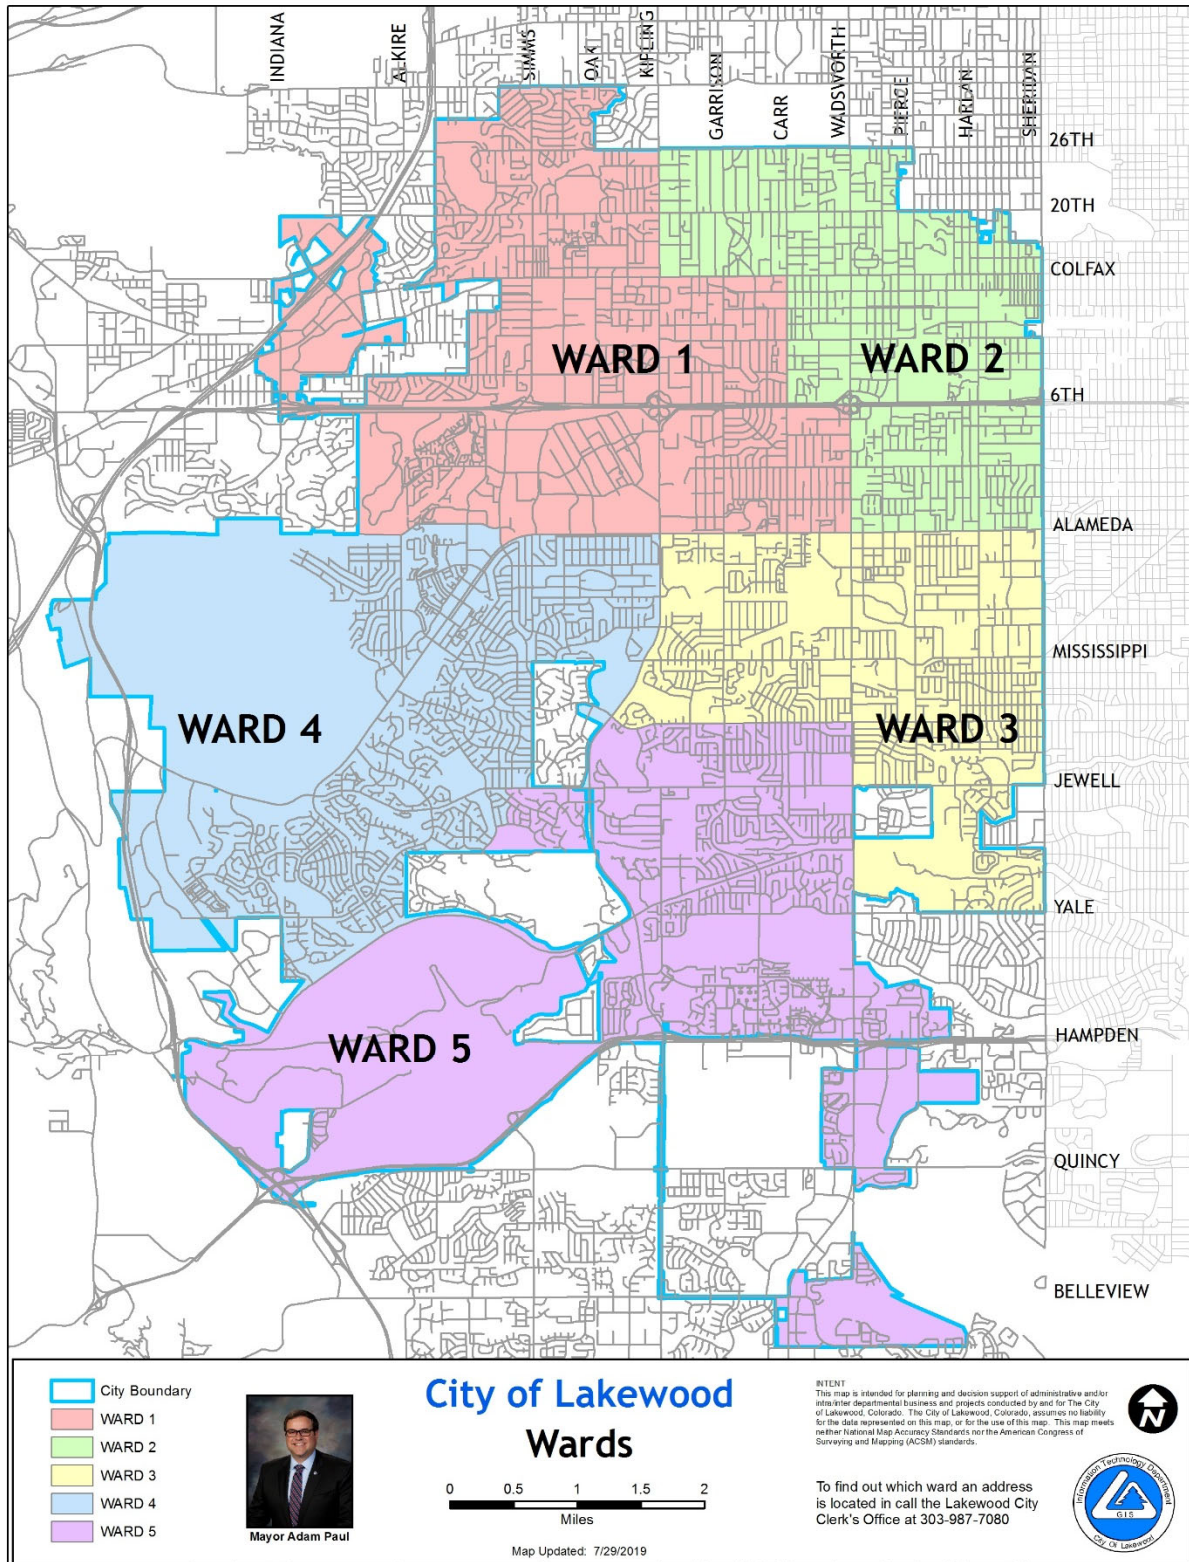 INDIANA
ALKIRE
SIMMS
OAK
KIPLING
GARRISON
CARR
WADSWORTH
PIERCE
HARLAN
SHERIDAN
26TH
20TH
COLFAX
WARD 1
WARD 2
6TH
ALAMEDA
MISSISSIPPI
WARD 4
WARD 3
JEWELL
YALE
WARD 5
HAMPDEN
QUINCY
BELLEVIEW
City Boundary
WARD 1
WARD 2
WARD 3
WARD 4
WARD 5
Mayor Adam Paul
City of Lakewood
Wards
0 0.5 1 1.5 2
Miles
Map Updated: 7/29/2019
INTENT
This map is intended for planning and decision support of administrative and/or
intra/inter departmental business and projects conducted by and for The City
of Lakewood, Colorado. The City of Lakewood, Colorado, assumes no liability
for the data represented on this map, or for the use of this map. This map meets
neither National Map Accuracy Standards nor the American Congress of
Surveying and Mapping (ACSM) standards.
N
To find out which ward an address
is located in call the Lakewood City
Clerk's Office at 303-987-7080
Information Technology Department
GIS
City Of Lakewood